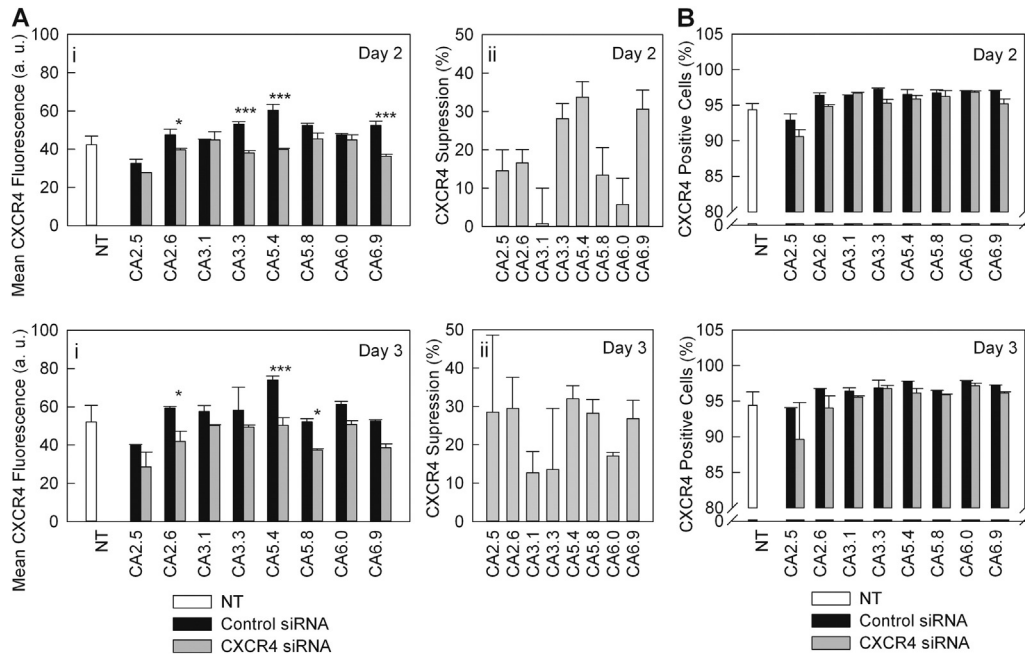 A
B
Mean CXCR4 Fluorescence (a. u.)
100
80
60
40
20
0
i
Day 2
*
***
***
***
NT
CA2.5
CA2.6
CA3.1
CA3.3
CA5.4
CA5.8
CA6.0
CA6.9
CXCR4 Supression (%)
50
40
30
20
10
0
ii
Day 2
CA2.5
CA2.6
CA3.1
CA3.3
CA5.4
CA5.8
CA6.0
CA6.9
CXCR4 Positive Cells (%)
105
100
95
90
85
80
0
Day 2
NT
CA2.5
CA2.6
CA3.1
CA3.3
CA5.4
CA5.8
CA6.0
CA6.9
Mean CXCR4 Fluorescence (a. u.)
100
80
60
40
20
0
i
Day 3
*
***
*
NT
CA2.5
CA2.6
CA3.1
CA3.3
CA5.4
CA5.8
CA6.0
CA6.9
CXCR4 Supression (%)
50
40
30
20
10
0
ii
Day 3
CA2.5
CA2.6
CA3.1
CA3.3
CA5.4
CA5.8
CA6.0
CA6.9
CXCR4 Positive Cells (%)
105
100
95
90
85
80
0
Day 3
NT
CA2.5
CA2.6
CA3.1
CA3.3
CA5.4
CA5.8
CA6.0
CA6.9
NT
Control siRNA
CXCR4 siRNA
NT
Control siRNA
CXCR4 siRNA